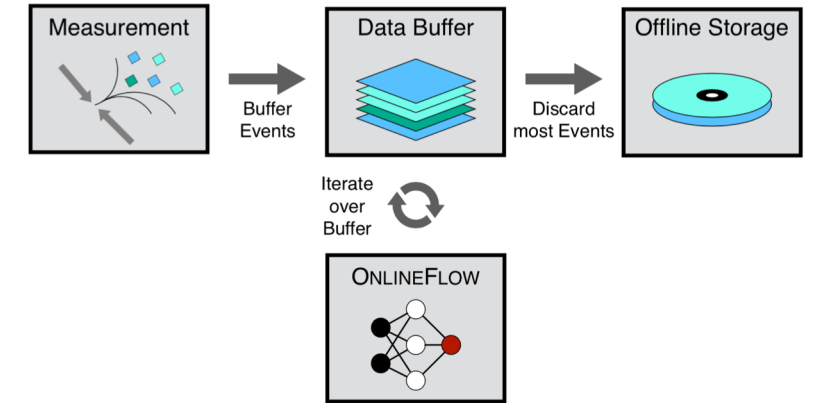 Measurement
Buffer
Events
Data Buffer
Discard
most Events
Offline Storage
Iterate
over
Buffer
ONLINEFLOW